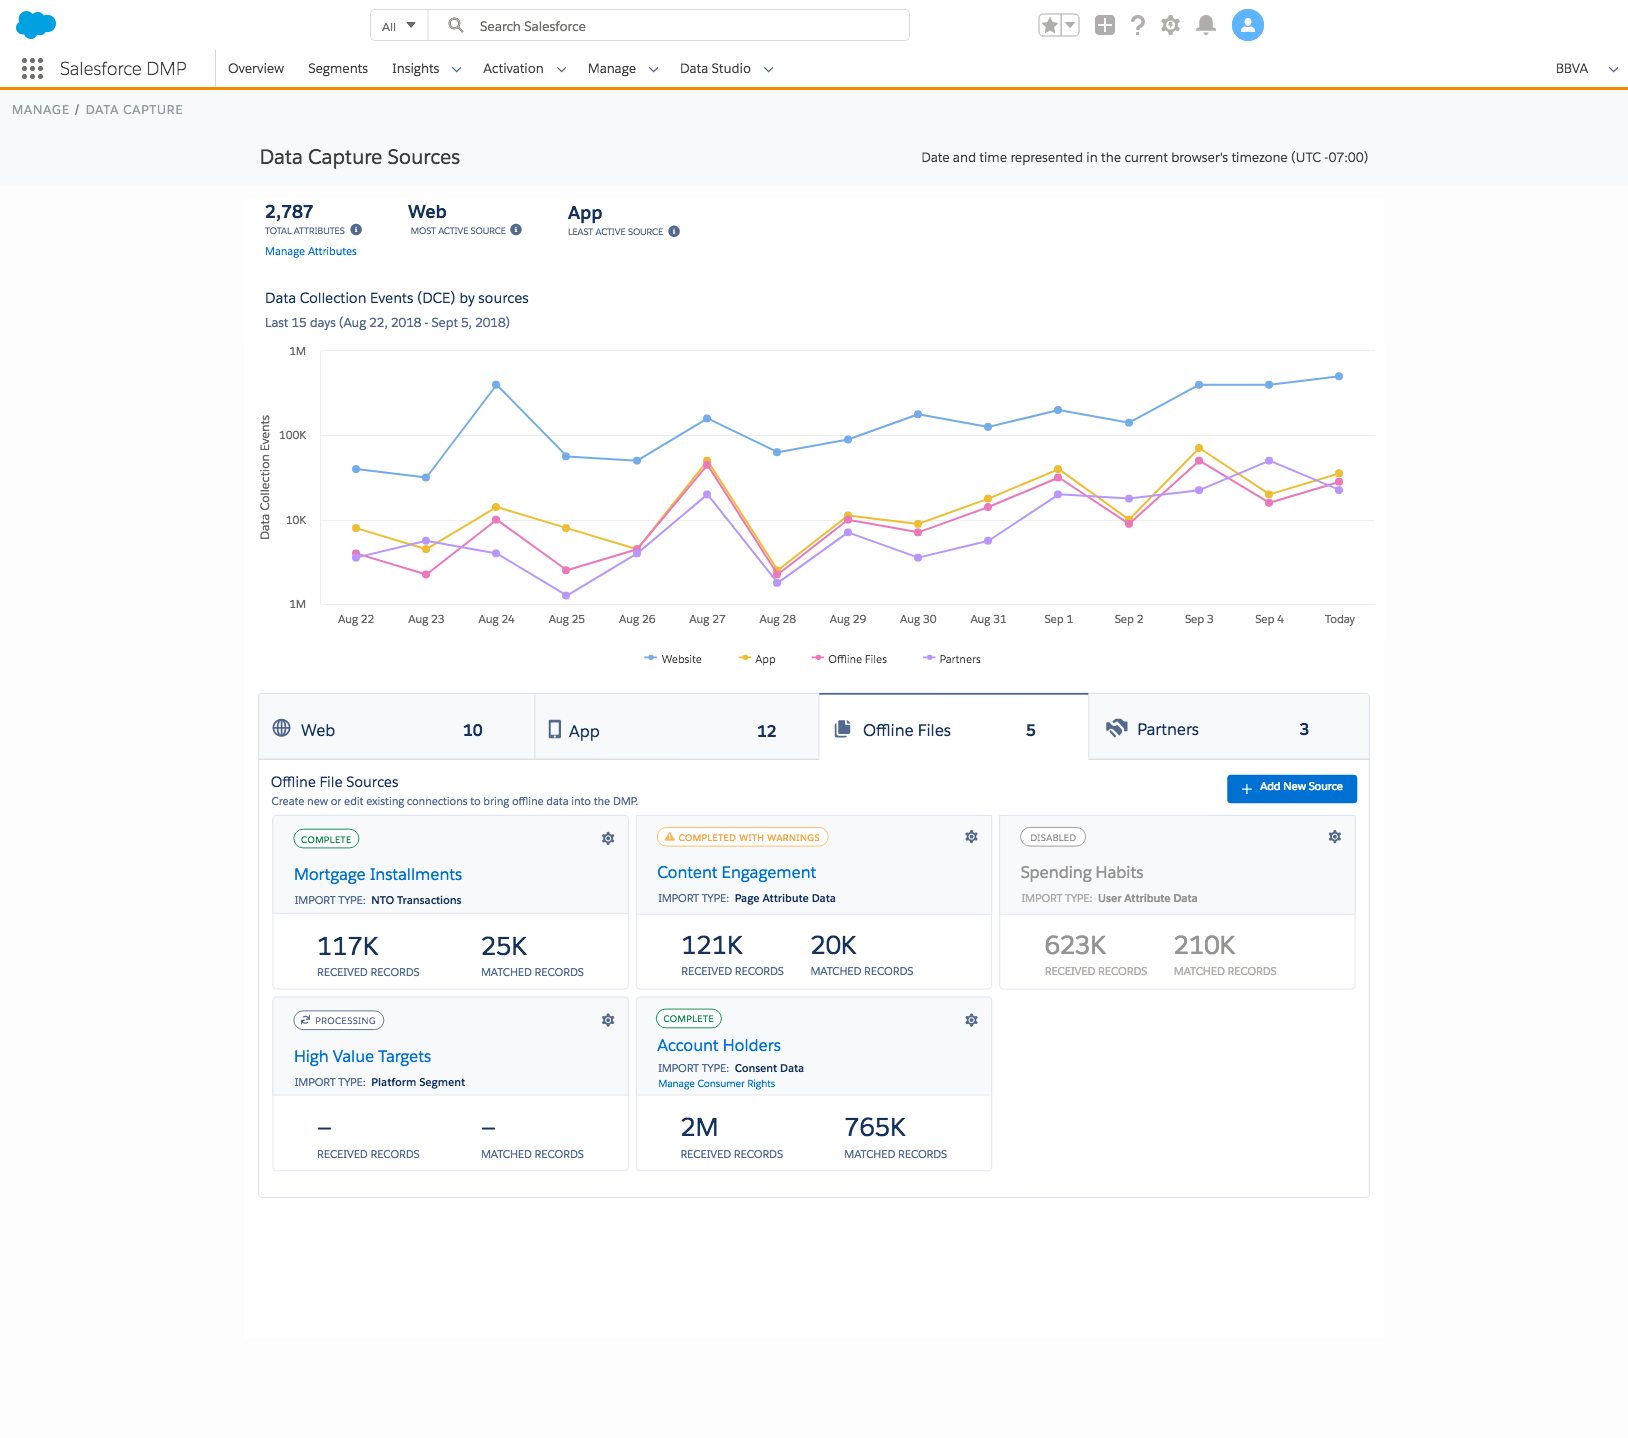 All
Search Salesforce
Salesforce DMP
Overview
Segments
Insights
Activation
Manage
Data Studio
BBVA
MANAGE / DATA CAPTURE
Data Capture Sources
Date and time represented in the current browser's timezone (UTC -07:00)
2,787
TOTAL ATTRIBUTES
Manage Attributes
Web
MOST ACTIVE SOURCE
App
LEAST ACTIVE SOURCE
Data Collection Events (DCE) by sources
Last 15 days (Aug 22, 2018 - Sept 5, 2018)
Data Collection Events
1M
100K
10K
1M
Aug 22
Aug 23
Aug 24
Aug 25
Aug 26
Aug 27
Aug 28
Aug 29
Aug 30
Aug 31
Sep 1
Sep 2
Sep 3
Sep 4
Today
Website
App
Offline Files
Partners
Web 10
App 12
Offline Files 5
Partners 3
Offline File Sources
Create new or edit existing connections to bring offline data into the DMP.
+ Add New Source
COMPLETE
Mortgage Installments
IMPORT TYPE: NTO Transactions
117K
RECEIVED RECORDS
25K
MATCHED RECORDS
COMPLETED WITH WARNINGS
Content Engagement
IMPORT TYPE: Page Attribute Data
121K
RECEIVED RECORDS
20K
MATCHED RECORDS
DISABLED
Spending Habits
IMPORT TYPE: User Attribute Data
623K
RECEIVED RECORDS
210K
MATCHED RECORDS
PROCESSING
High Value Targets
IMPORT TYPE: Platform Segment
–
RECEIVED RECORDS
–
MATCHED RECORDS
COMPLETE
Account Holders
IMPORT TYPE: Consent Data
Manage Consumer Rights
2M
RECEIVED RECORDS
765K
MATCHED RECORDS